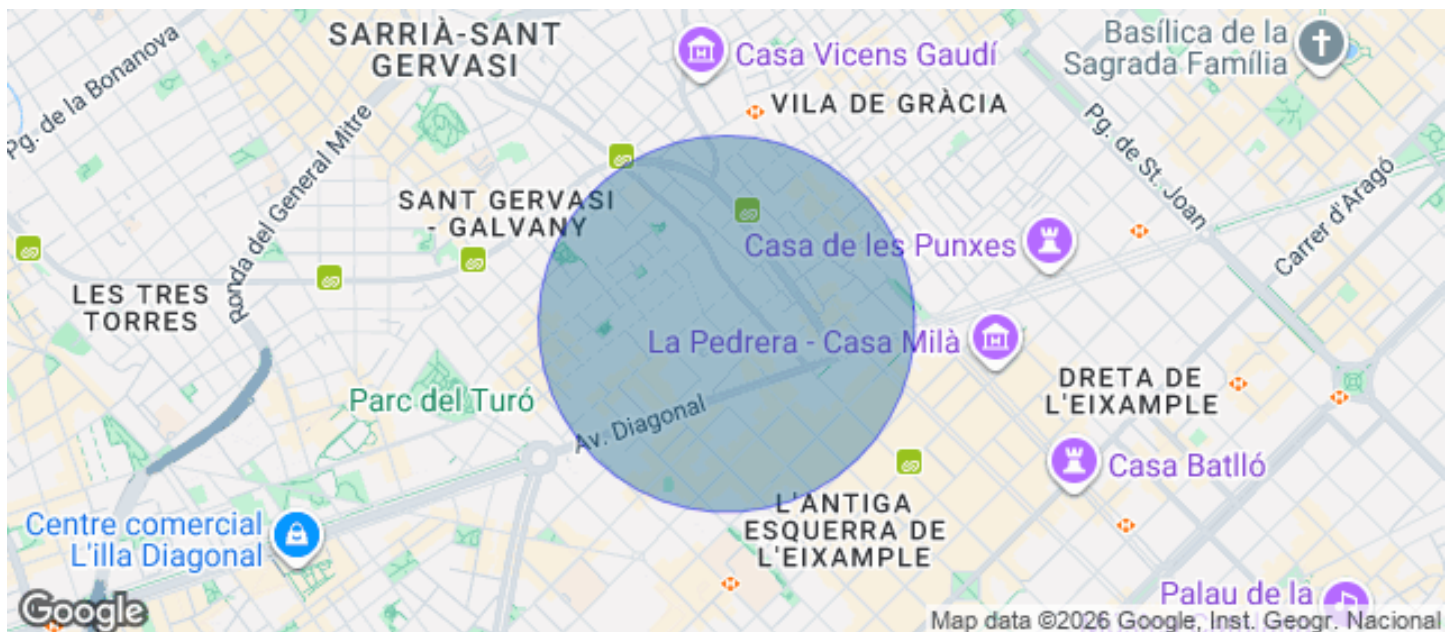 SARRIÀ-SANT
GERVASI
Casa Vicens Gaudí
Basílica de la
Sagrada Família
Pg. de la Bonanova
VILA DE GRÀCIA
Ronda del General Mitre
Pg. de St. Joan
SANT GERVASI
- GALVANY
Carrer d'Aragó
Casa de les Punxes
LES TRES
TORRES
La Pedrera - Casa Milà
Parc del Turó
DRETA DE
L'EIXAMPLE
Av. Diagonal
Casa Batlló
L'ANTIGA
ESQUERRA DE
L'EIXAMPLE
Centre comercial
L'illa Diagonal
Palau de la
Google
Map data ©2026 Google, Inst. Geogr. Nacional